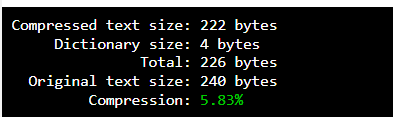 Compressed text size: 222 bytes
Dictionary size: 4 bytes
Total: 226 bytes
Original text size: 240 bytes
Compression: 5.83%